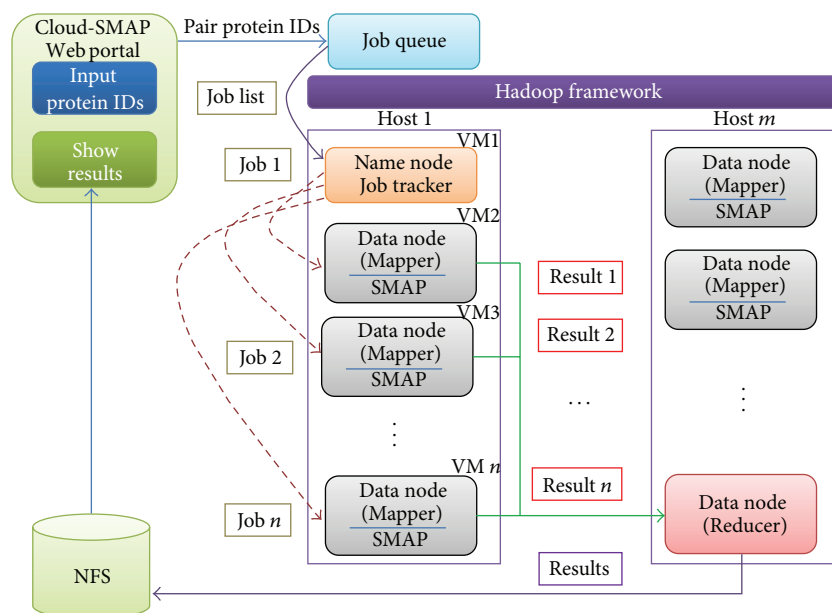 Cloud-SMAP
Web portal
Input
protein IDs
Show
results
Pair protein IDs
Job queue
Job list
Hadoop framework
Host 1
Host m
VM1
Job 1
Name node
Job tracker
VM2
Data node
(Mapper)
SMAP
VM3
Data node
(Mapper)
SMAP
Job 2
⋮
VM n
Data node
(Mapper)
SMAP
Job n
Result 1
Result 2
...
Result n
Data node
(Mapper)
SMAP
Data node
(Mapper)
SMAP
⋮
Data node
(Reducer)
Results
NFS